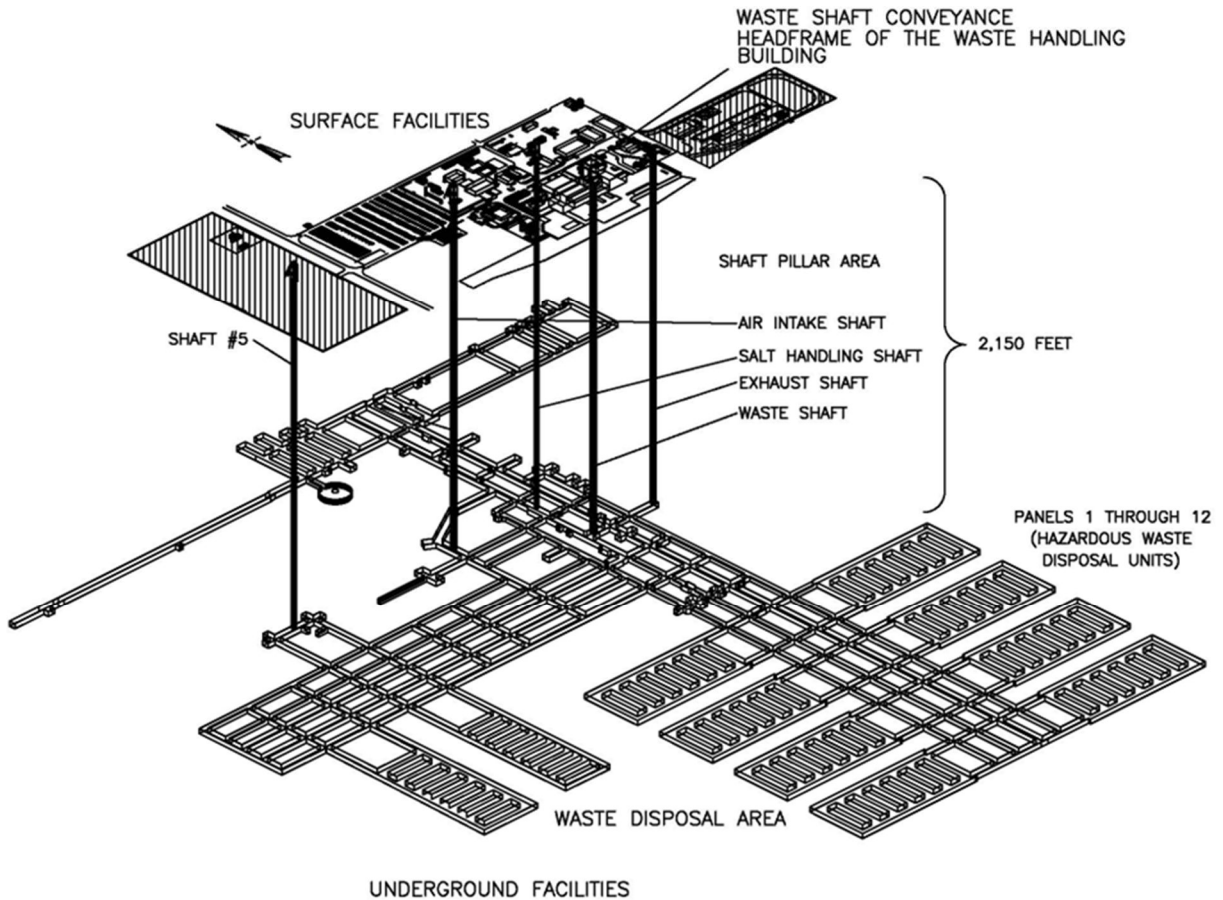 WASTE SHAFT CONVEYANCE
HEADFRAME OF THE WASTE HANDLING
BUILDING
SURFACE FACILITIES
SHAFT PILLAR AREA
AIR INTAKE SHAFT
SHAFT #5
2,150 FEET
SALT HANDLING SHAFT
EXHAUST SHAFT
WASTE SHAFT
PANELS 1 THROUGH 12
(HAZARDOUS WASTE
DISPOSAL UNITS)
WASTE DISPOSAL AREA
UNDERGROUND FACILITIES